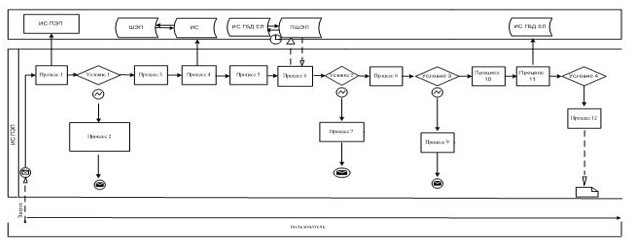 ИС ПЭП
ШЭП
ИС
ИС ГБД ЕЛ
ПШЭП
ИС ГБД ЕЛ
Процесс 1
Условие 1
Процесс 3
Процесс 4
Процесс 5
Процесс 6
Условие 2
Процесс 8
Условие 3
Процесс 10
Процесс 11
Условие 4
Процесс 2
Процесс 7
Процесс 9
Процесс 12
ИС ПЭП
Запрос
пользователь